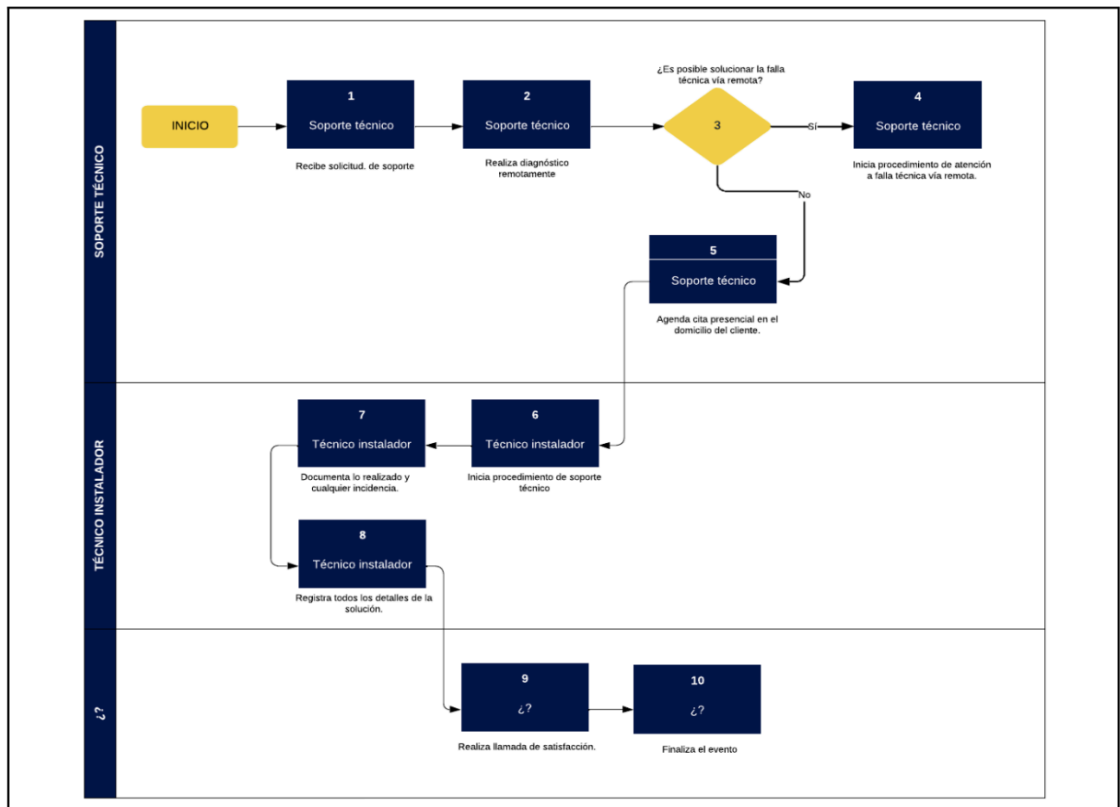 SOPORTE TÉCNICO
INICIO
1
Soporte técnico
Recibe solicitud. de soporte
2
Soporte técnico
Realiza diagnóstico
remotamente
¿Es posible solucionar la falla
técnica vía remota?
3
Sí
No
4
Soporte técnico
Inicia procedimiento de atención
a falla técnica vía remota.
5
Soporte técnico
Agenda cita presencial en el
domicilio del cliente.
TÉCNICO INSTALADOR
6
Técnico instalador
Inicia procedimiento de soporte
técnico
7
Técnico instalador
Documenta lo realizado y
cualquier incidencia.
8
Técnico instalador
Registra todos los detalles de la
solución.
¿?
9
¿?
Realiza llamada de satisfacción.
10
¿?
Finaliza el evento